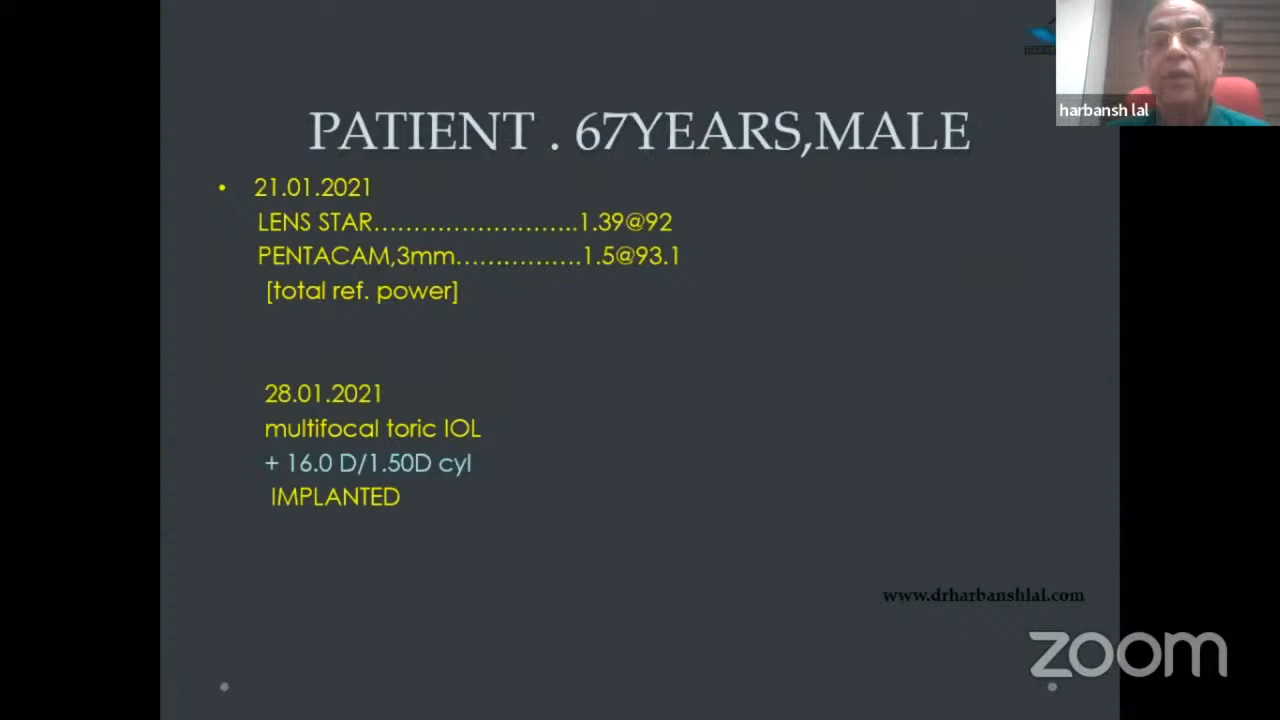 harbansh lal
PATIENT . 67YEARS,MALE
• 21.01.2021
LENS STAR………………………..1.39@92
PENTACAM,3mm…………….1.5@93.1
[total ref. power]
28.01.2021
multifocal toric IOL
+ 16.0 D/1.50D cyl
IMPLANTED
www.drharbanshlal.com
zoom